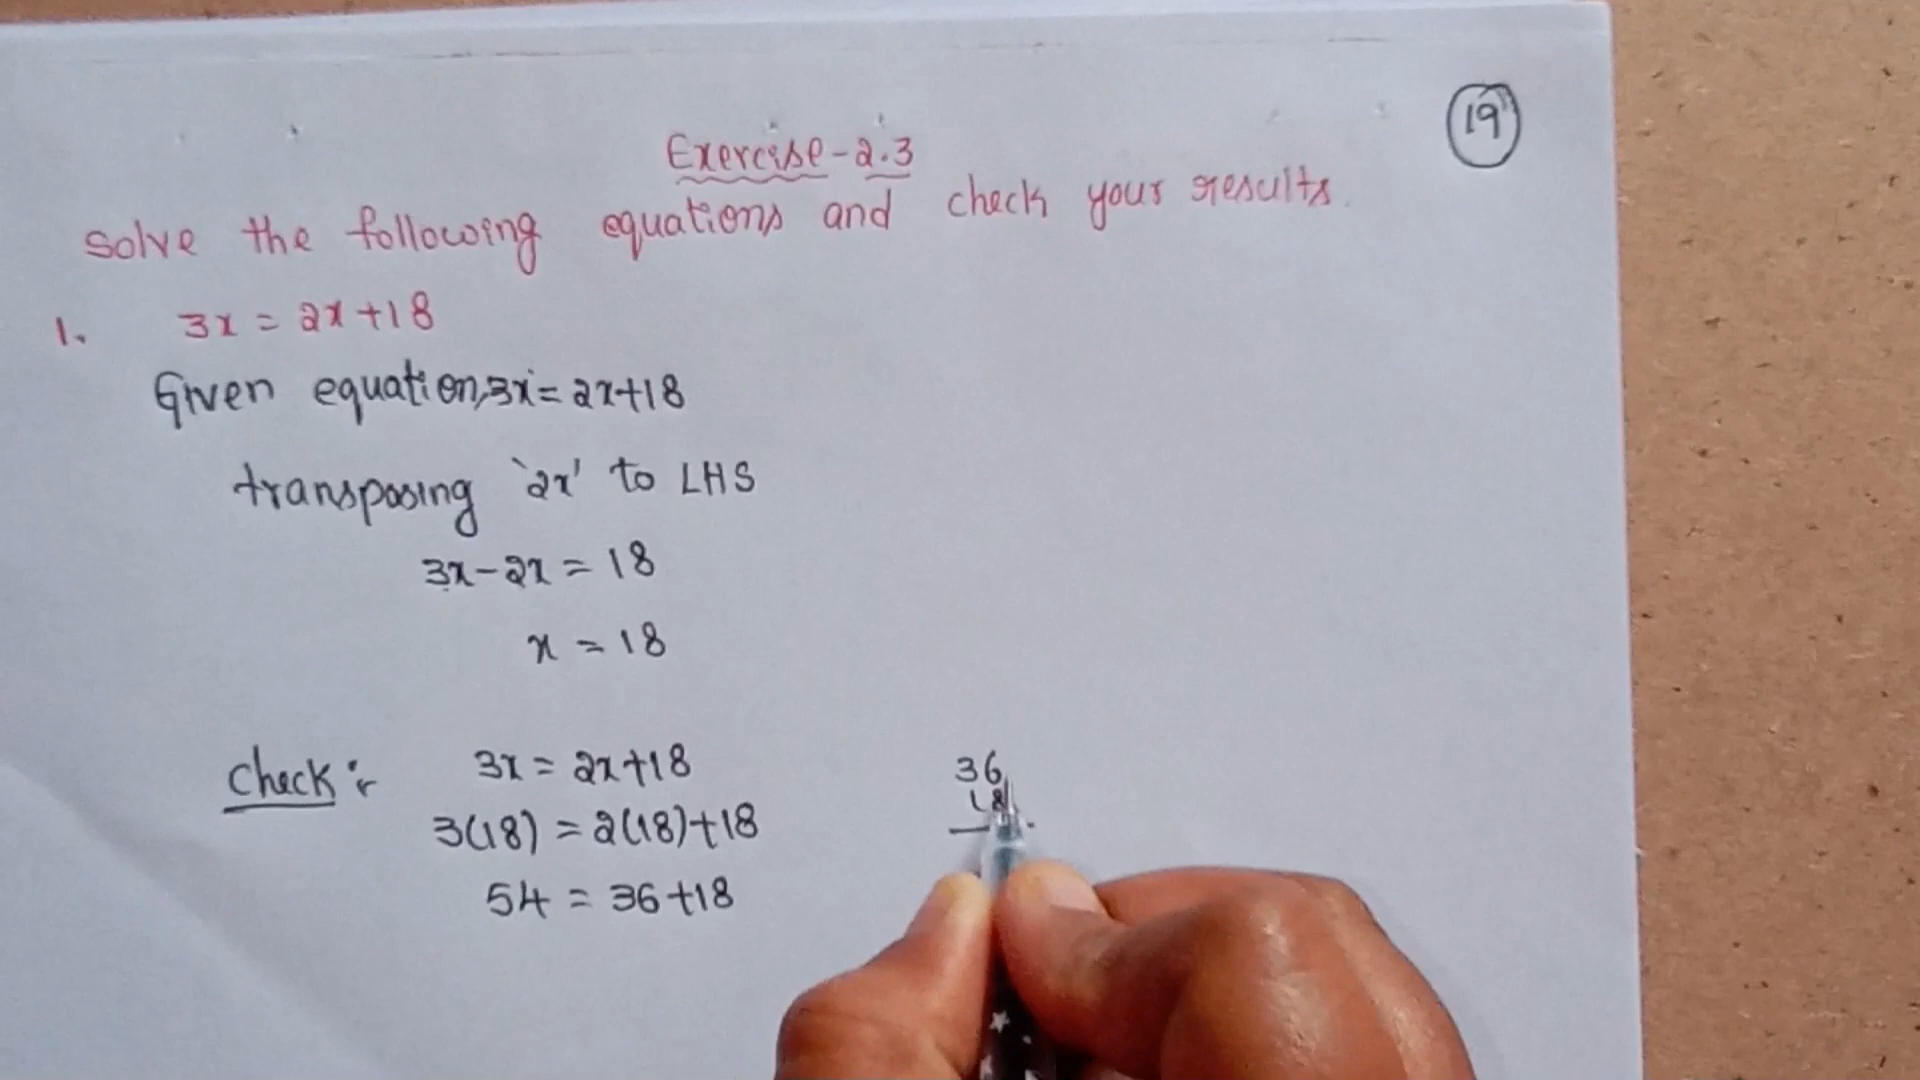 19
Exercise-2.3
Solve the following equations and check your results.
1. 3x = 2x+18
Given equation, 3x = 2x+18
transposing '2x' to LHS
3x-2x = 18
x = 18
Check :- 3x = 2x+18
3(18) = 2(18)+18
54 = 36+18
36
18